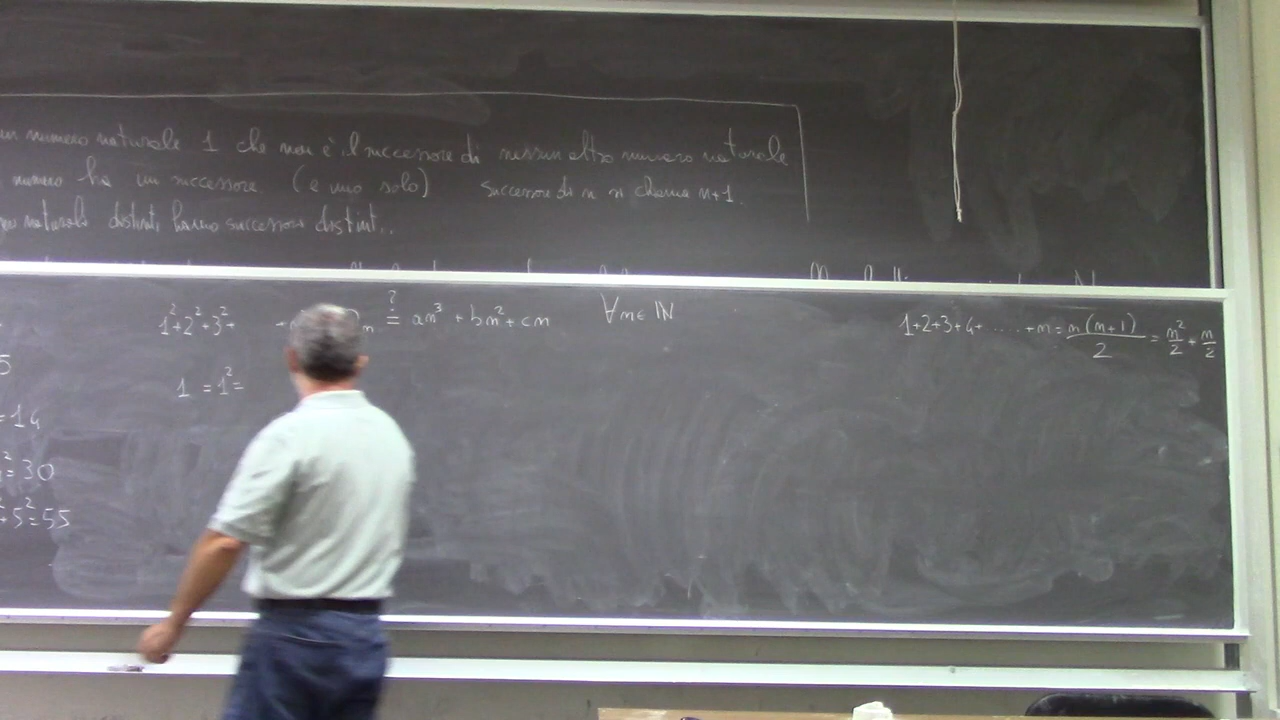 un numero naturale 1 che non è il successore di nessun altro numero naturale
numero ha un successore (e uno solo) successore di n si chiama n+1.
naturali distinti hanno successori distinti.
1²+2²+3²+ + = an³ + bn² + cn ∀n∈ℕ
?
1+2+3+4+ ..... +n = n(n+1)/2 = n²/2 + n/2
5
1 = 1² =
=14
²=30
+5²=55